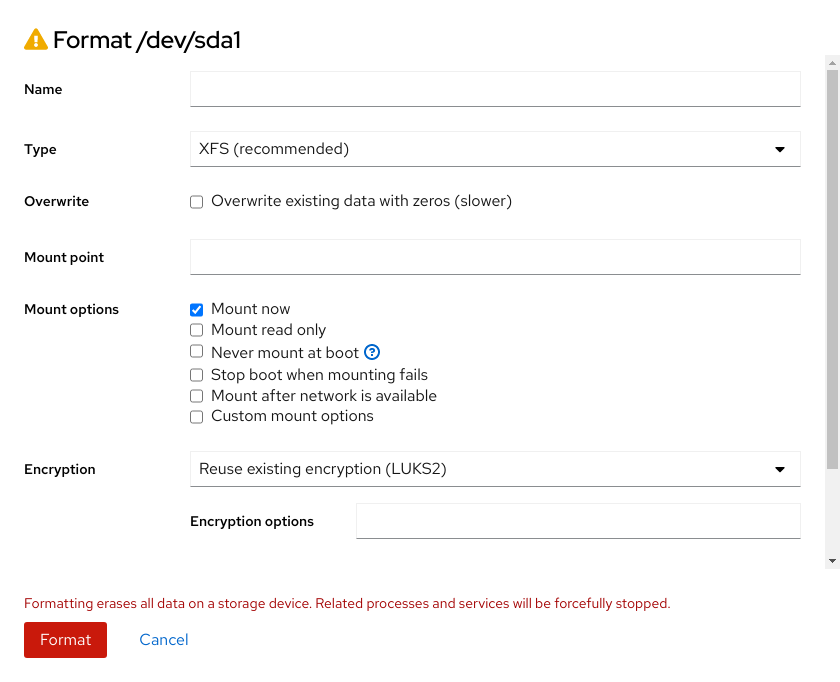 Format /dev/sda1
Name
Type XFS (recommended)
Overwrite Overwrite existing data with zeros (slower)
Mount point
Mount options Mount now
Mount read only
Never mount at boot
Stop boot when mounting fails
Mount after network is available
Custom mount options
Encryption Reuse existing encryption (LUKS2)
Encryption options
Formatting erases all data on a storage device. Related processes and services will be forcefully stopped.
Format Cancel